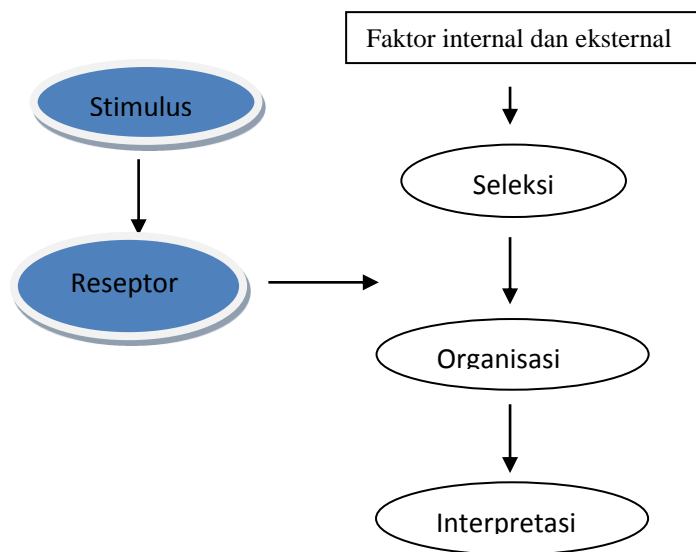 Faktor internal dan eksternal
Stimulus
Seleksi
Reseptor
Organisasi
Interpretasi